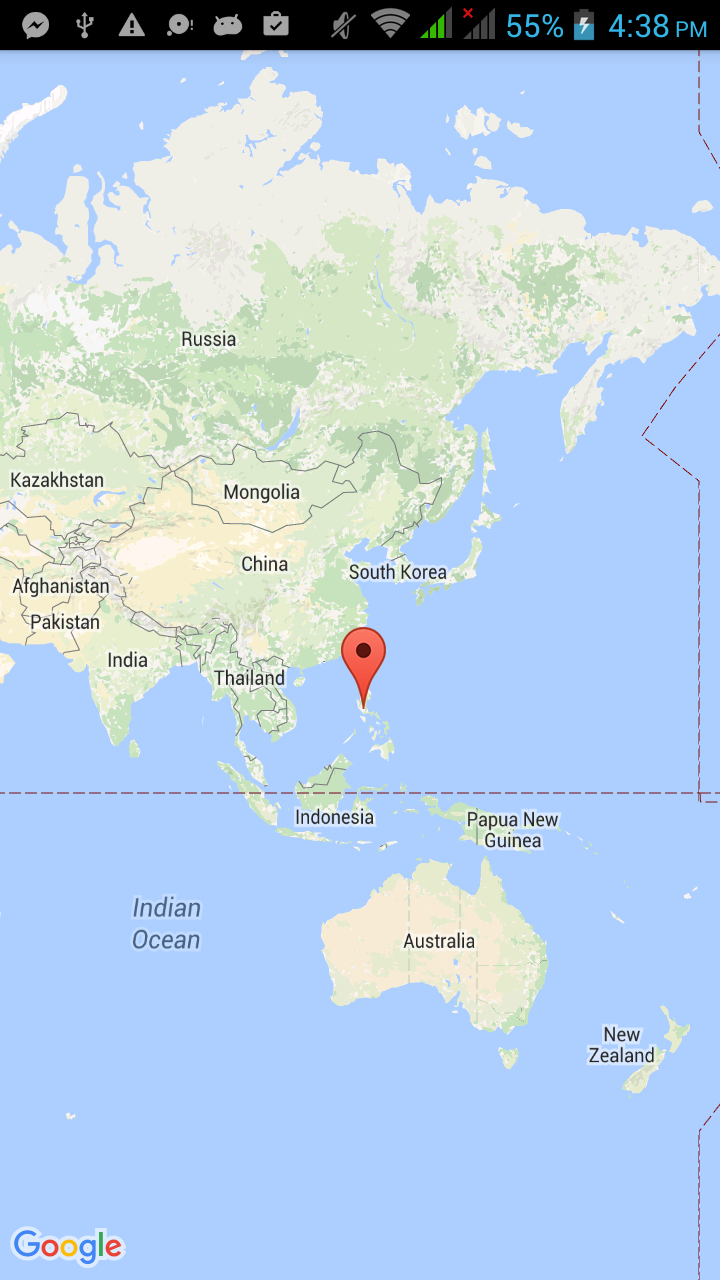 55% 4:38 PM
Russia
Kazakhstan
Mongolia
China
South Korea
Afghanistan
Pakistan
India
Thailand
Indonesia
Papua New
Guinea
Indian
Ocean
Australia
New
Zealand
Google